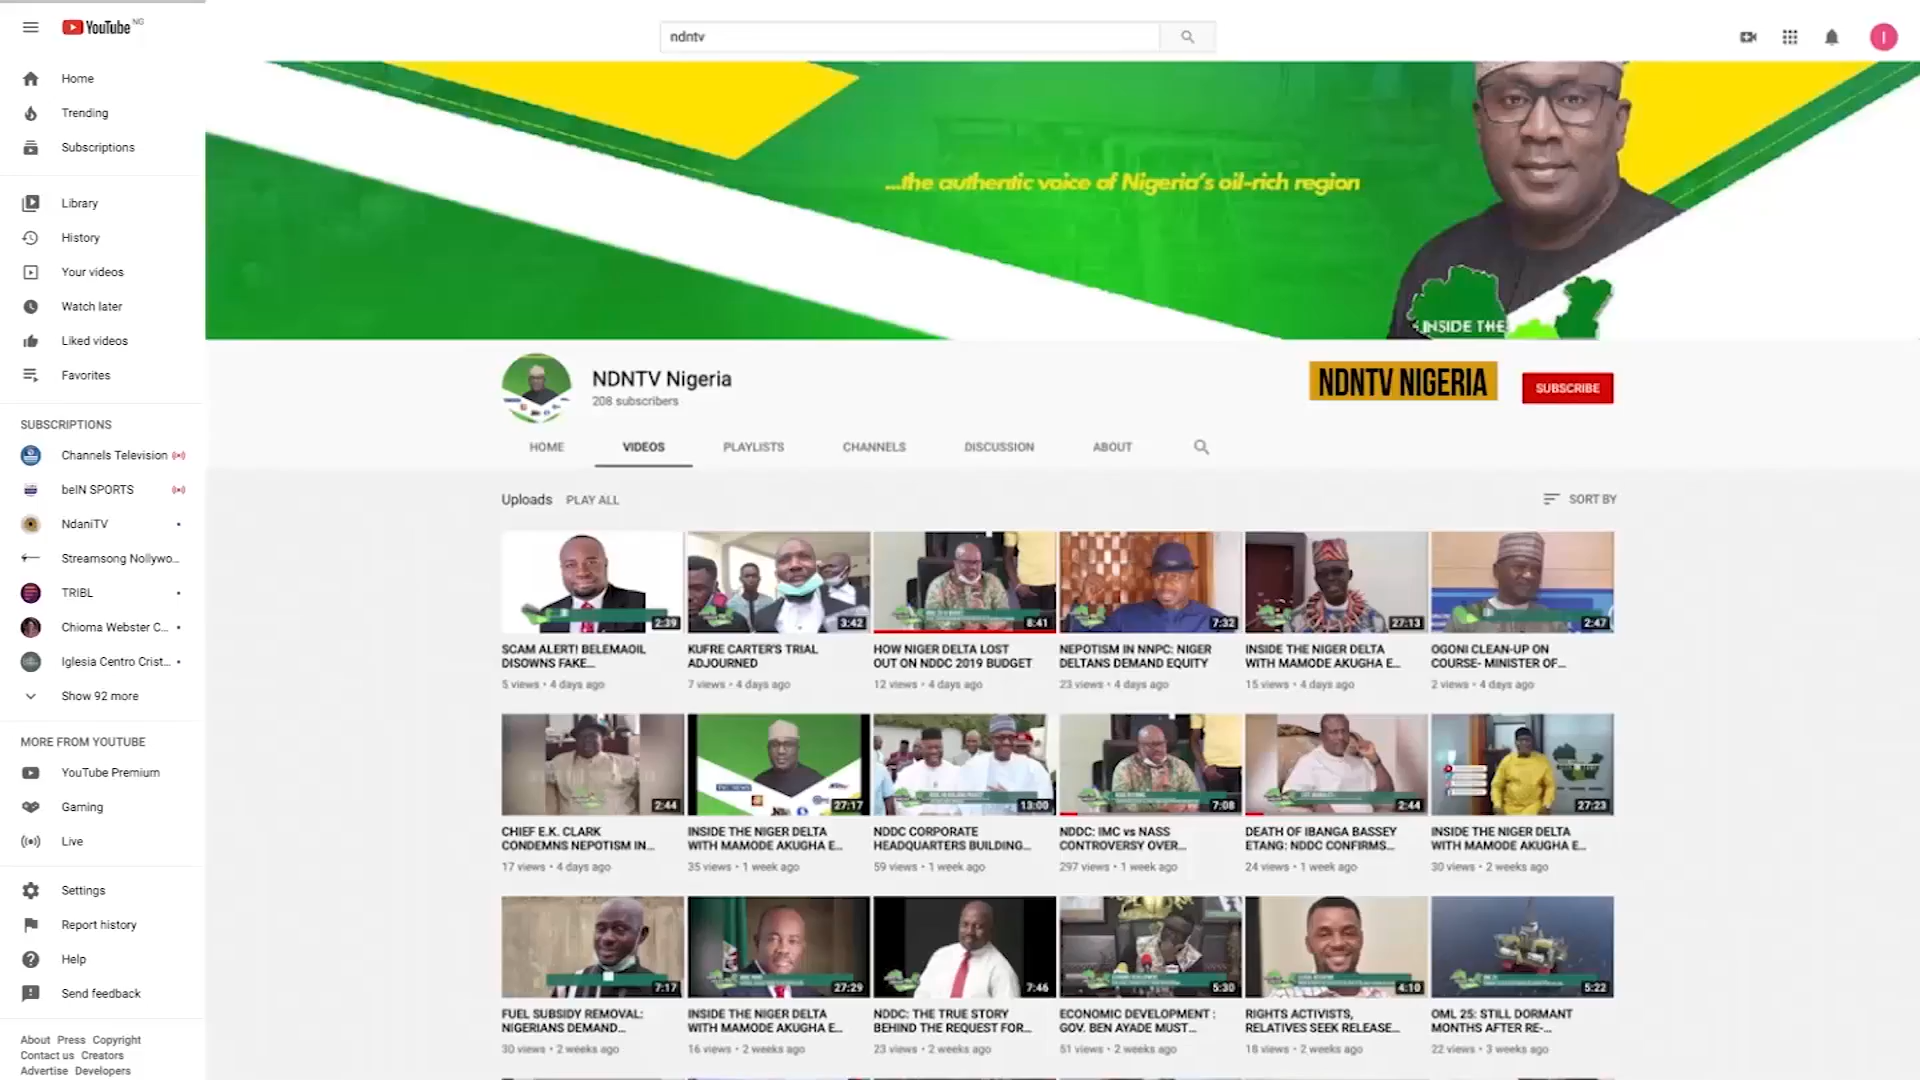 YouTube NG
ndntv
Home
Trending
Subscriptions
Library
History
Your videos
Watch later
Liked videos
Favorites
SUBSCRIPTIONS
Channels Television
beIN SPORTS
NdaniTV
Streamsong Nollywo...
TRIBL
Chioma Webster C...
Iglesia Centro Crist...
Show 92 more
MORE FROM YOUTUBE
YouTube Premium
Gaming
Live
Settings
Report history
Help
Send feedback
About Press Copyright
Contact us Creators
Advertise Developers
...the authentic voice of Nigeria's oil-rich region
INSIDE THE
NDNTV Nigeria
208 subscribers
NDNTV NIGERIA
SUBSCRIBE
HOME VIDEOS PLAYLISTS CHANNELS DISCUSSION ABOUT
Uploads PLAY ALL
SORT BY
2:39 3:42 8:41 7:32 27:13 2:47
SCAM ALERT! BELEMAOIL
DISOWNS FAKE...
5 views • 4 days ago
KUFRE CARTER'S TRIAL
ADJOURNED
7 views • 4 days ago
HOW NIGER DELTA LOST
OUT ON NDDC 2019 BUDGET
12 views • 4 days ago
NEPOTISM IN NNPC: NIGER
DELTANS DEMAND EQUITY
23 views • 4 days ago
INSIDE THE NIGER DELTA
WITH MAMODE AKUGHA E...
15 views • 4 days ago
OGONI CLEAN-UP ON
COURSE- MINISTER OF...
2 views • 4 days ago
2:44 27:17 13:00 7:08 2:44 27:23
CHIEF E.K. CLARK
CONDEMNS NEPOTISM IN...
17 views • 4 days ago
INSIDE THE NIGER DELTA
WITH MAMODE AKUGHA E...
35 views • 1 week ago
NDDC CORPORATE
HEADQUARTERS BUILDING...
59 views • 1 week ago
NDDC: IMC vs NASS
CONTROVERSY OVER...
297 views • 1 week ago
DEATH OF IBANGA BASSEY
ETANG: NDDC CONFIRMS...
24 views • 1 week ago
INSIDE THE NIGER DELTA
WITH MAMODE AKUGHA E...
30 views • 2 weeks ago
7:17 27:29 7:46 5:30 4:10 5:22
FUEL SUBSIDY REMOVAL:
NIGERIANS DEMAND...
30 views • 2 weeks ago
INSIDE THE NIGER DELTA
WITH MAMODE AKUGHA E...
16 views • 2 weeks ago
NDDC: THE TRUE STORY
BEHIND THE REQUEST FOR...
23 views • 2 weeks ago
ECONOMIC DEVELOPMENT :
GOV. BEN AYADE MUST...
51 views • 2 weeks ago
RIGHTS ACTIVISTS,
RELATIVES SEEK RELEASE...
18 views • 2 weeks ago
OML 25: STILL DORMANT
MONTHS AFTER RE-...
22 views • 3 weeks ago